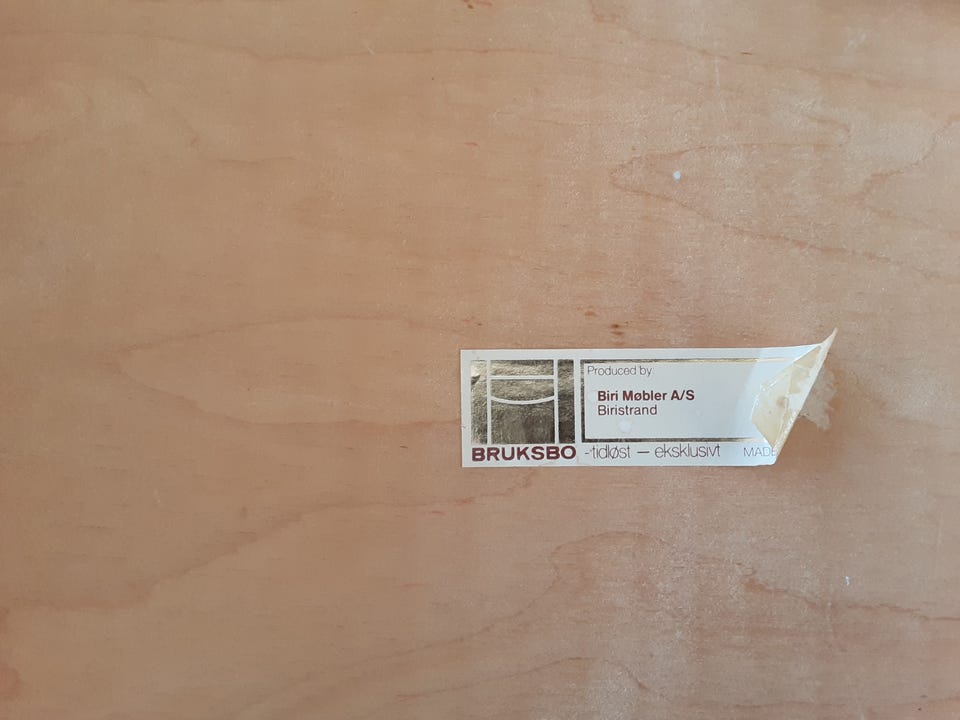 Produced by:
Biri Møbler A/S
Biristrand
BRUKSBO - tidløst — eksklusivt MADE